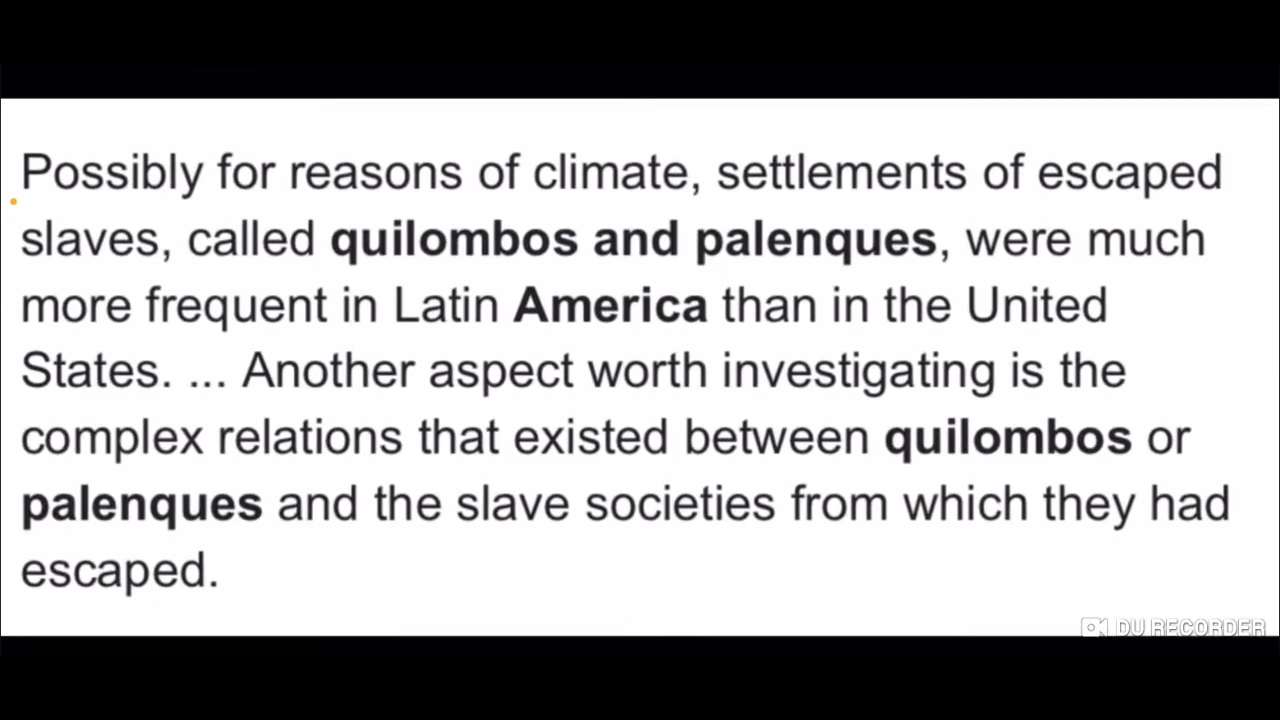 Possibly for reasons of climate, settlements of escaped
slaves, called quilombos and palenques, were much
more frequent in Latin America than in the United
States. ... Another aspect worth investigating is the
complex relations that existed between quilombos or
palenques and the slave societies from which they had
escaped.
DU RECORDER